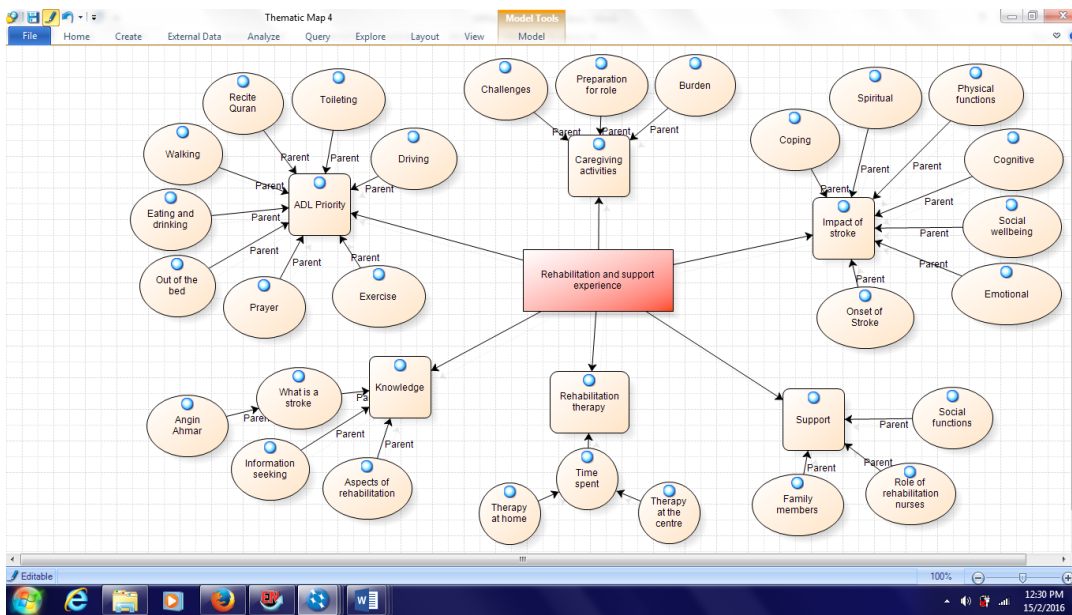 Thematic Map 4
Model Tools
File
Home
Create
External Data
Analyze
Query
Explore
Layout
View
Model
Recite
Quran
Toileting
Walking
Driving
Eating and
drinking
Out of the
bed
Prayer
Exercise
ADL Priority
Parent
Parent
Parent
Parent
Parent
Parent
Parent
Parent
Challenges
Preparation
for role
Burden
Parent
Parent
Parent
Caregiving
activities
Spiritual
Physical
functions
Coping
Cognitive
Social
wellbeing
Emotional
Onset of
Stroke
Impact of
stroke
Parent
Parent
Parent
Parent
Parent
Parent
Parent
Rehabilitation and support
experience
Knowledge
What is a
stroke
Angin
Ahmar
Information
seeking
Aspects of
rehabilitation
Parent
Parent
Rehabilitation
therapy
Time
spent
Therapy
at home
Therapy
at the
centre
Support
Social
functions
Family
members
Role of
rehabilitation
nurses
Parent
Parent
Parent
Editable
100%
12:30 PM
15/2/2016